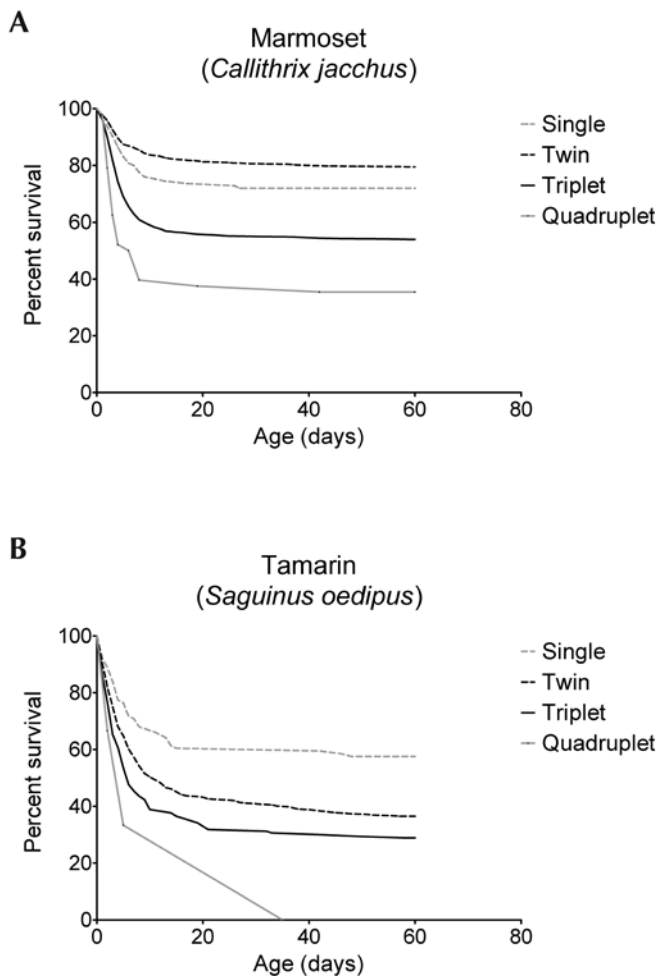 A
Marmoset
(Callithrix jacchus)
100
80
60
40
20
0
Percent survival
0 20 40 60 80
Age (days)
Single
Twin
Triplet
Quadruplet
B
Tamarin
(Saguinus oedipus)
100
80
60
40
20
0
Percent survival
0 20 40 60 80
Age (days)
Single
Twin
Triplet
Quadruplet